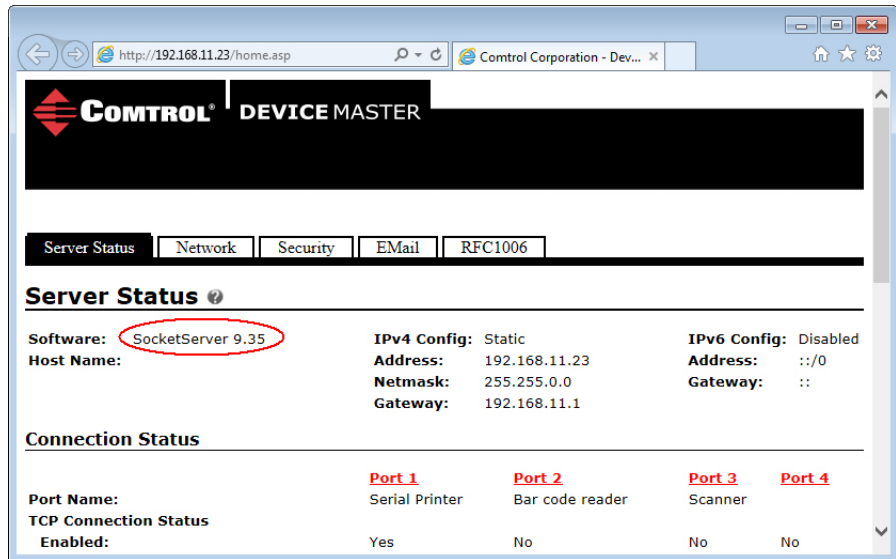 http://192.168.11.23/home.asp
Comtrol Corporation - Dev...
COMTROL® DEVICEMASTER
Server Status Network Security EMail RFC1006
Server Status ?
Software: SocketServer 9.35 IPv4 Config: Static IPv6 Config: Disabled
Host Name: Address: 192.168.11.23 Address: ::/0
Netmask: 255.255.0.0 Gateway: ::
Gateway: 192.168.11.1
Connection Status
Port 1 Port 2 Port 3 Port 4
Port Name: Serial Printer Bar code reader Scanner
TCP Connection Status
Enabled: Yes No No No